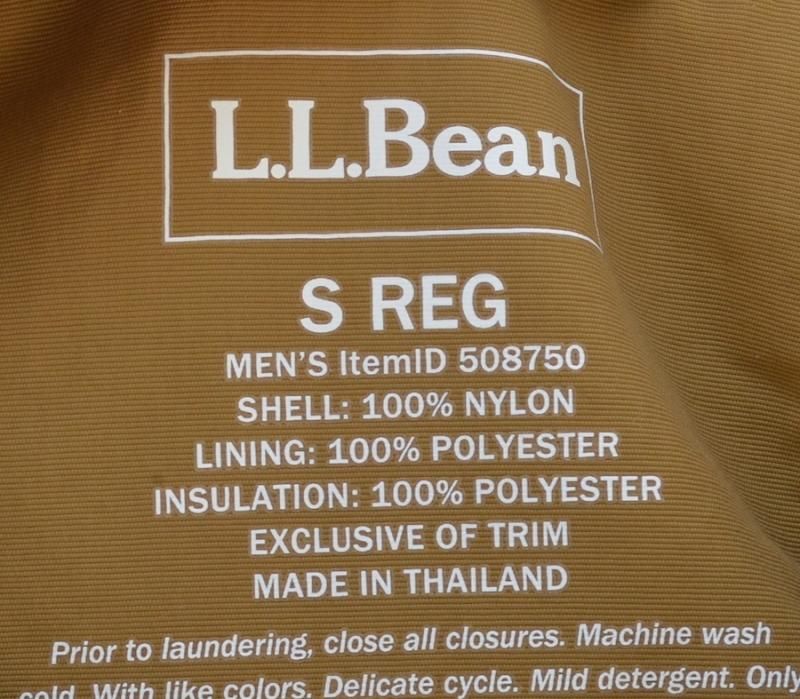 L.L.Bean
S REG
MEN'S ItemID 508750
SHELL: 100% NYLON
LINING: 100% POLYESTER
INSULATION: 100% POLYESTER
EXCLUSIVE OF TRIM
MADE IN THAILAND
Prior to laundering, close all closures. Machine wash
cold. With like colors. Delicate cycle. Mild detergent. Only